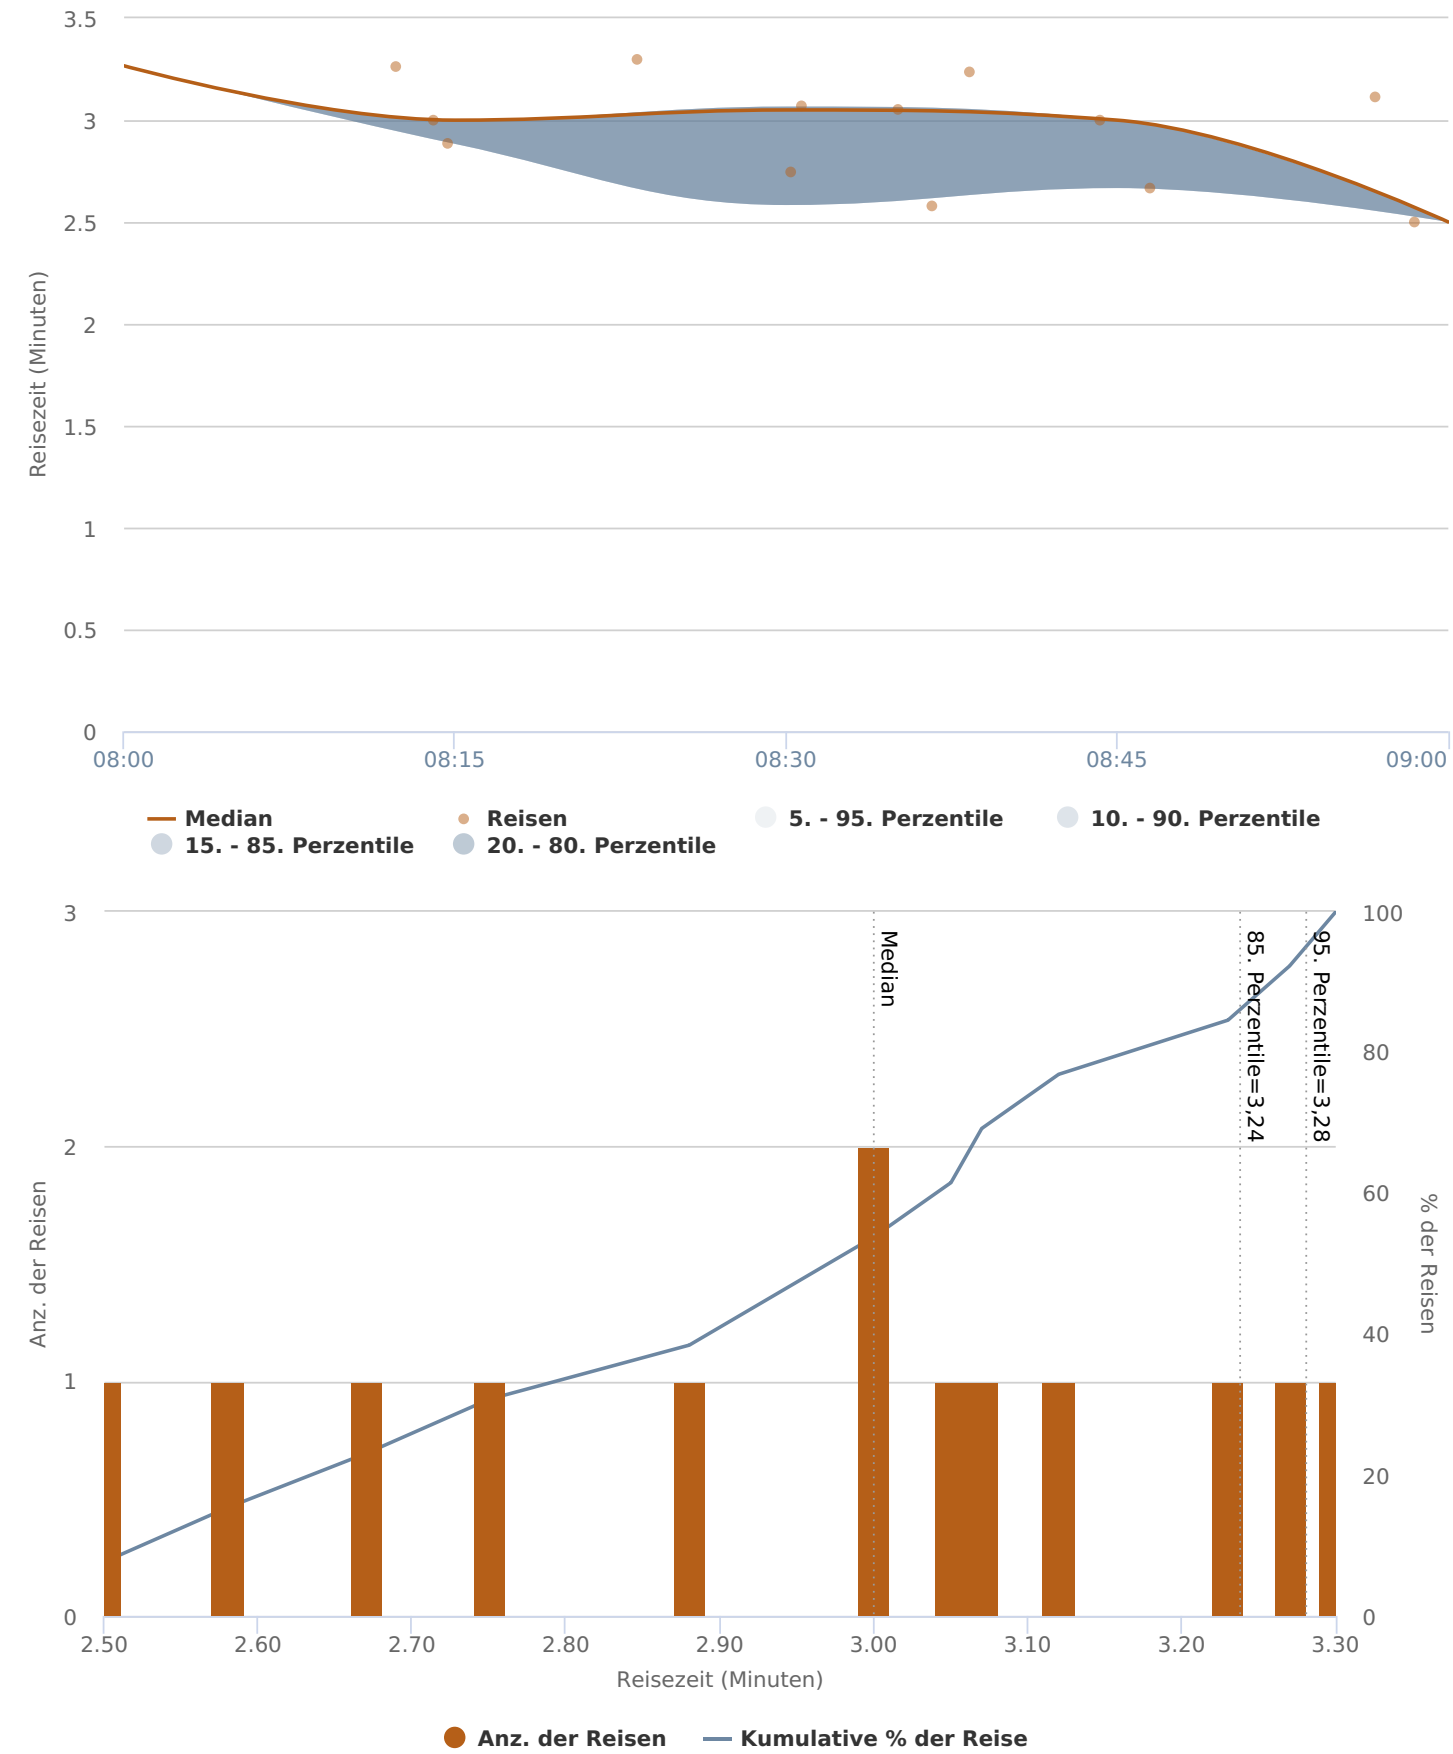 3.5
3
2.5
2
1.5
1
0.5
0
Reisezeit (Minuten)
08:00 08:15 08:30 08:45 09:00
Median Reisen 5. - 95. Perzentile 10. - 90. Perzentile
15. - 85. Perzentile 20. - 80. Perzentile
3
2
1
0
Anz. der Reisen
Median
85. Perzentile=3,24
95. Perzentile=3,28
100
80
60
40
20
0
% der Reisen
2.50 2.60 2.70 2.80 2.90 3.00 3.10 3.20 3.30
Reisezeit (Minuten)
Anz. der Reisen Kumulative % der Reise